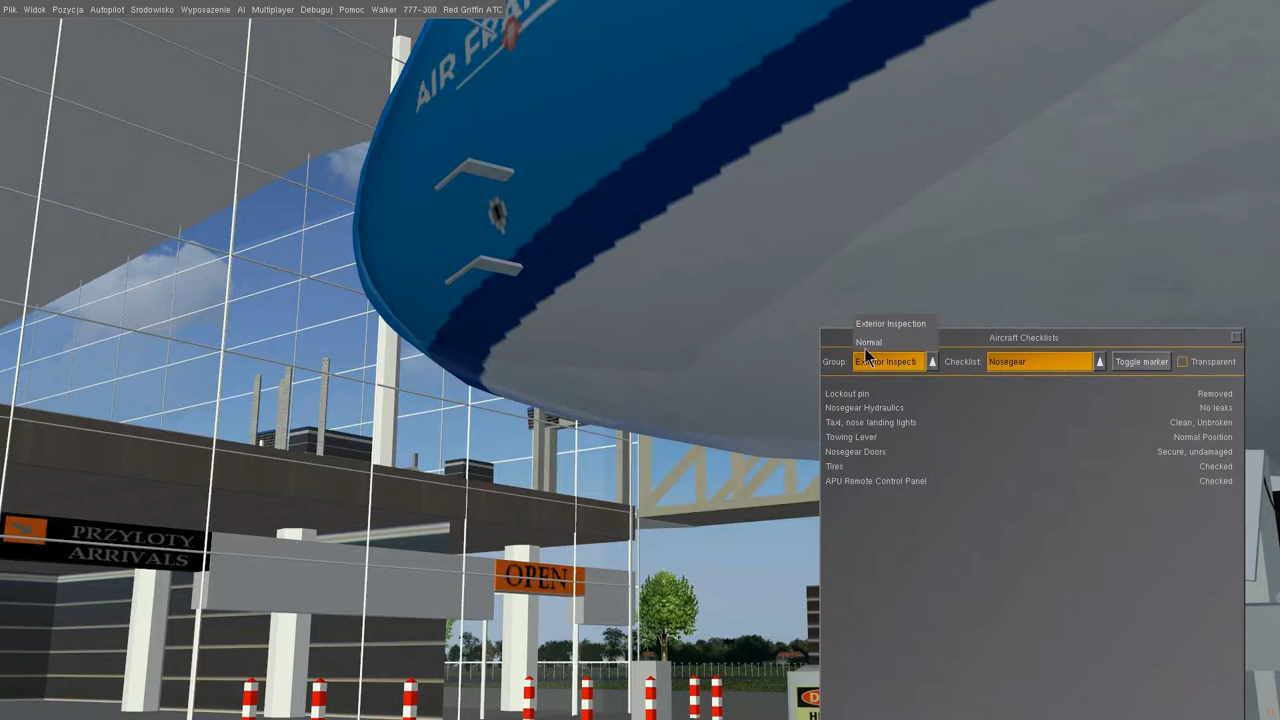 Plik Widok Pozycja Autopilot Środowisko Wyposażenie AI Multiplayer Debuguj Pomoc Walker 777-300 Red Griffin ATC
AIR FRAN
Exterior Inspection
Normal
Aircraft Checklists
Group: Exterior Inspecti Checklist: Nosegear Toggle marker Transparent
Lockout pin Removed
Nosegear Hydraulics No leaks
Taxi, nose landing lights Clean, Unbroken
Towing Lever Normal Position
Nosegear Doors Secure, undamaged
Tires Checked
APU Remote Control Panel Checked
PRZYLOTY
ARRIVALS
OPEN